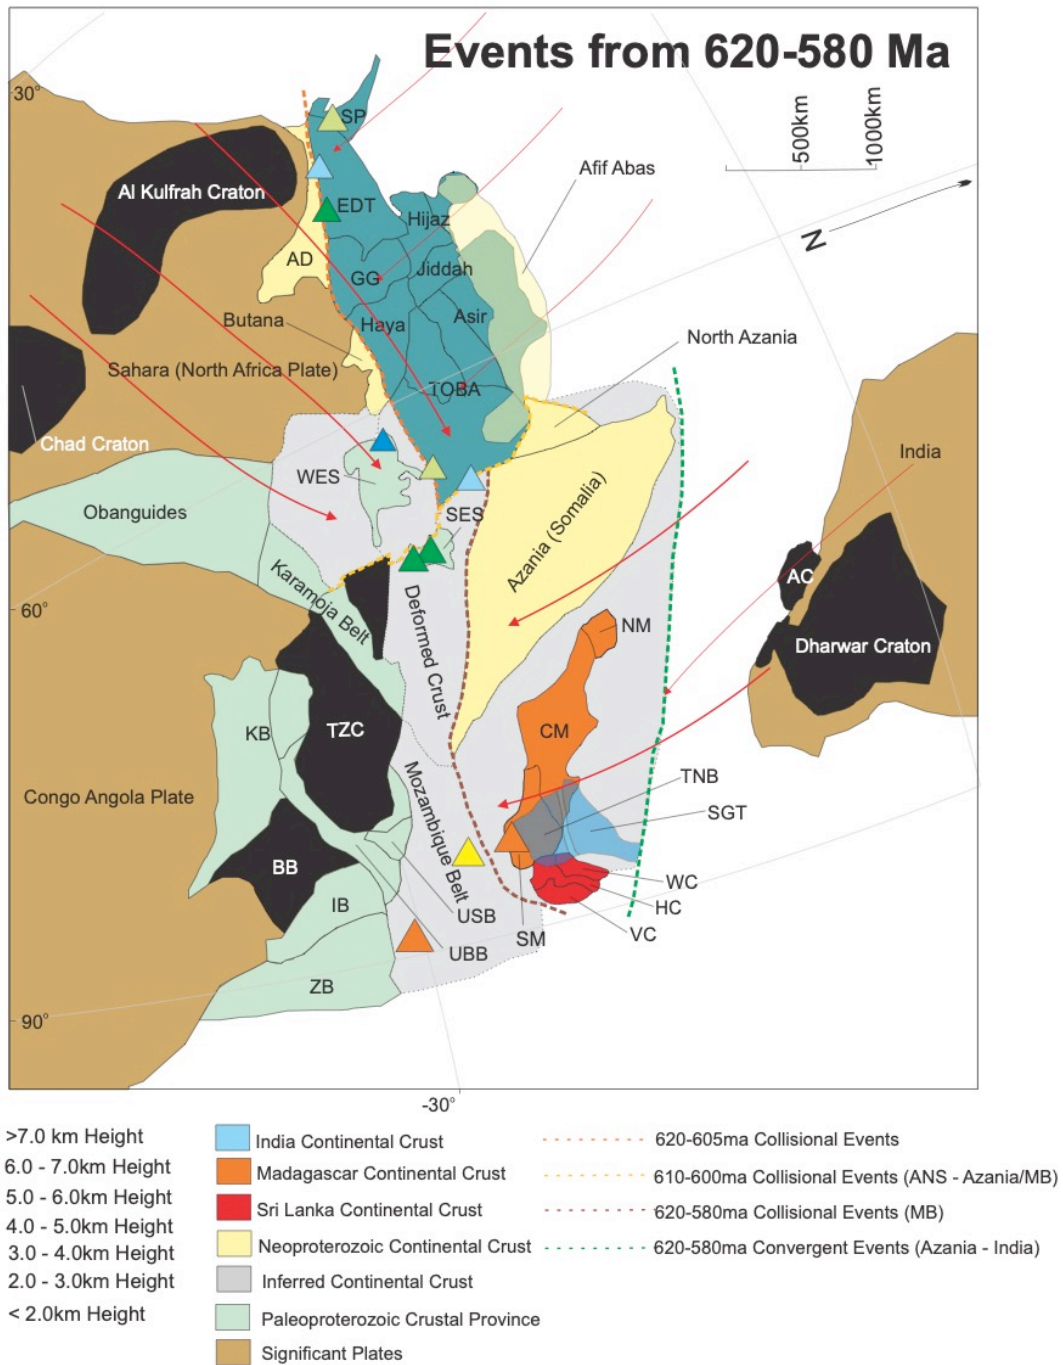 Events from 620-580 Ma
30°
SP
500km
1000km
Afif Abas
Al Kulfrah Craton
EDT
Hijaz
N
AD
GG
Jiddah
Butana
Haya
Asir
North Azania
Sahara (North Africa Plate)
TOBA
Chad Craton
India
WES
Obanguides
SES
Azania (Somalia)
AC
Karamoja Belt
60°
Deformed Crust
NM
Dharwar Craton
KB
TZC
CM
TNB
Congo Angola Plate
Mozambique Belt
SGT
BB
WC
IB
USB
HC
UBB
SM
VC
ZB
90°
-30°
>7.0 km Height
6.0 - 7.0km Height
5.0 - 6.0km Height
4.0 - 5.0km Height
3.0 - 4.0km Height
2.0 - 3.0km Height
< 2.0km Height
India Continental Crust
Madagascar Continental Crust
Sri Lanka Continental Crust
Neoproterozoic Continental Crust
Inferred Continental Crust
Paleoproterozoic Crustal Province
Significant Plates
620-605ma Collisional Events
610-600ma Collisional Events (ANS - Azania/MB)
620-580ma Collisional Events (MB)
620-580ma Convergent Events (Azania - India)